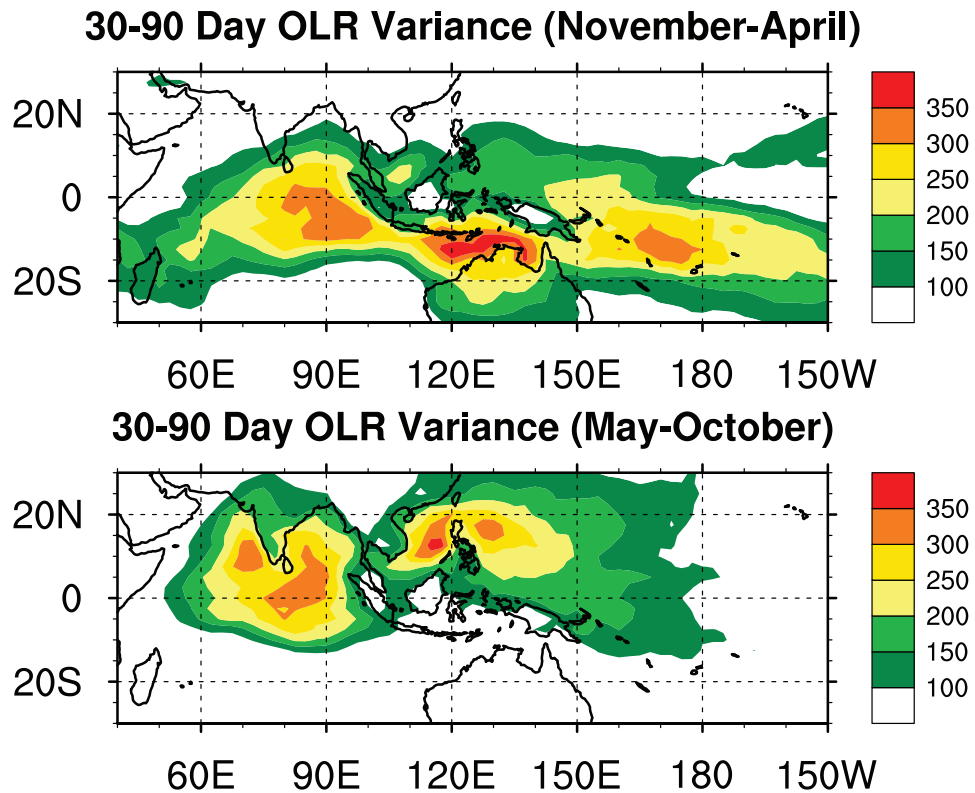 30-90 Day OLR Variance (November-April)
20N
0
20S
60E 90E 120E 150E 180 150W
350
300
250
200
150
100
30-90 Day OLR Variance (May-October)
20N
0
20S
60E 90E 120E 150E 180 150W
350
300
250
200
150
100